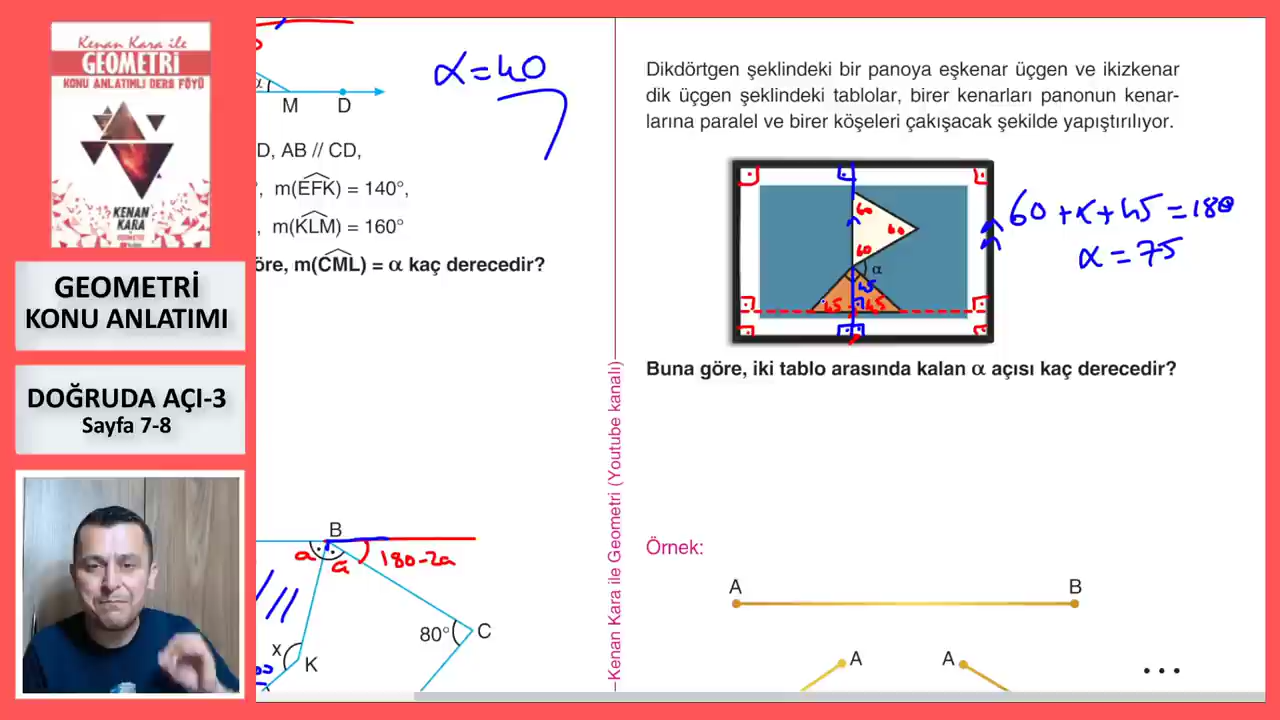 Kenan Kara ile
GEOMETRİ
KONU ANLATIMLI DERS FÖYÜ
KENAN
KARA
GEOMETRİ
KONU ANLATIMI
DOĞRUDA AÇI-3
Sayfa 7-8
α = 40
α
M
D
D, AB // CD,
°, m(EFK) = 140°,
m(KLM) = 160°
öre, m(CML) = α kaç derecedir?
B
a
a
180-2a
80°
C
x
K
Kenan Kara ile Geometri (Youtube kanalı)
Dikdörtgen şeklindeki bir panoya eşkenar üçgen ve ikizkenar
dik üçgen şeklindeki tablolar, birer kenarları panonun kenar-
larına paralel ve birer köşeleri çakışacak şekilde yapıştırılıyor.
60
60
60
α
45
45
45
60 + α + 45 = 180
α = 75
Buna göre, iki tablo arasında kalan α açısı kaç derecedir?
Örnek:
A
B
A
A
...